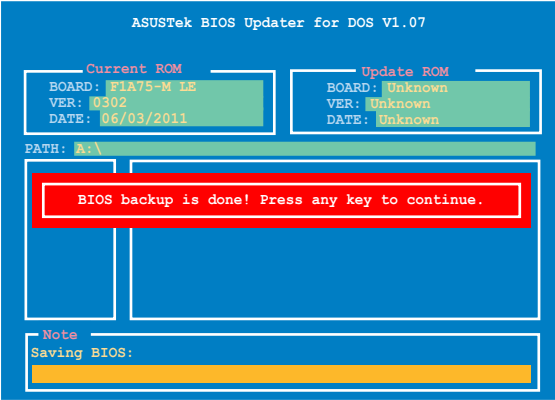 ASUSTek BIOS Updater for DOS V1.07
Current ROM
BOARD: F1A75-M LE
VER: 0302
DATE: 06/03/2011
Update ROM
BOARD: Unknown
VER: Unknown
DATE: Unknown
PATH: A:\
BIOS backup is done! Press any key to continue.
Note
Saving BIOS: